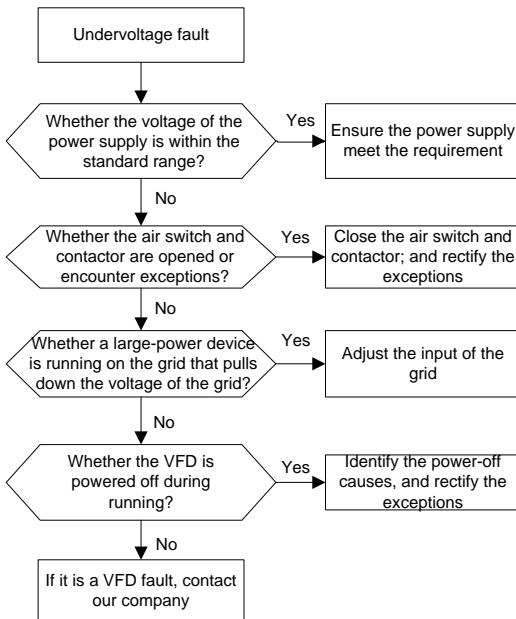 Undervoltage fault
Whether the voltage of the
power supply is within the
standard range?
Yes
Ensure the power supply
meet the requirement
No
Whether the air switch and
contactor are opened or
encounter exceptions?
Yes
Close the air switch and
contactor; and rectify the
exceptions
No
Whether a large-power device
is running on the grid that pulls
down the voltage of the grid?
Yes
Adjust the input of the
grid
No
Whether the VFD is
powered off during
running?
Yes
Identify the power-off
causes, and rectify the
exceptions
No
If it is a VFD fault, contact
our company